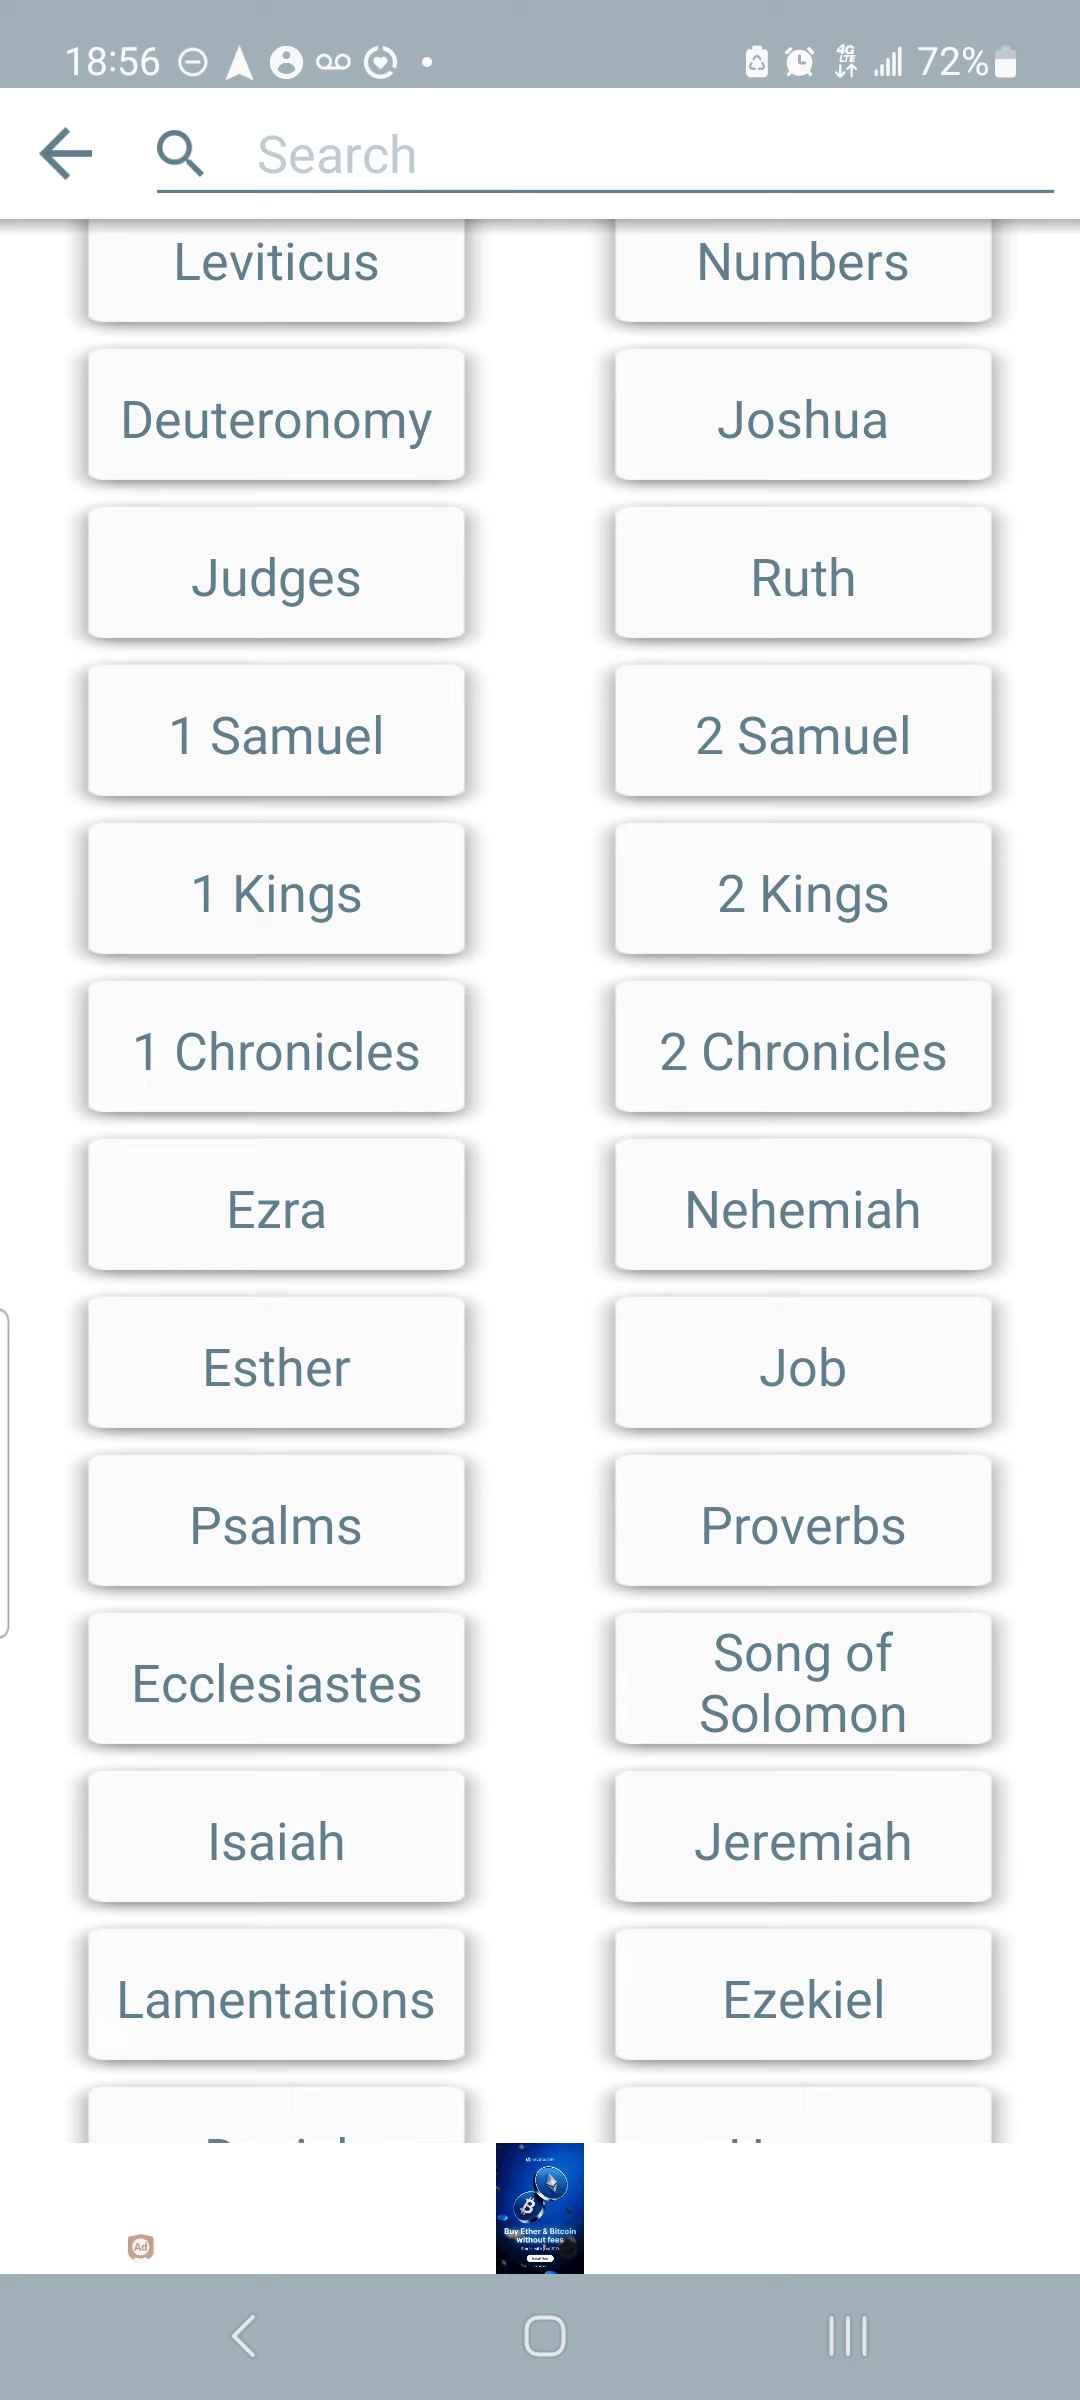 18:56 4G LTE 72%
Search
Leviticus Numbers
Deuteronomy Joshua
Judges Ruth
1 Samuel 2 Samuel
1 Kings 2 Kings
1 Chronicles 2 Chronicles
Ezra Nehemiah
Esther Job
Psalms Proverbs
Ecclesiastes Song of
Solomon
Isaiah Jeremiah
Lamentations Ezekiel
Buy Ether & Bitcoin
without fees
Ad